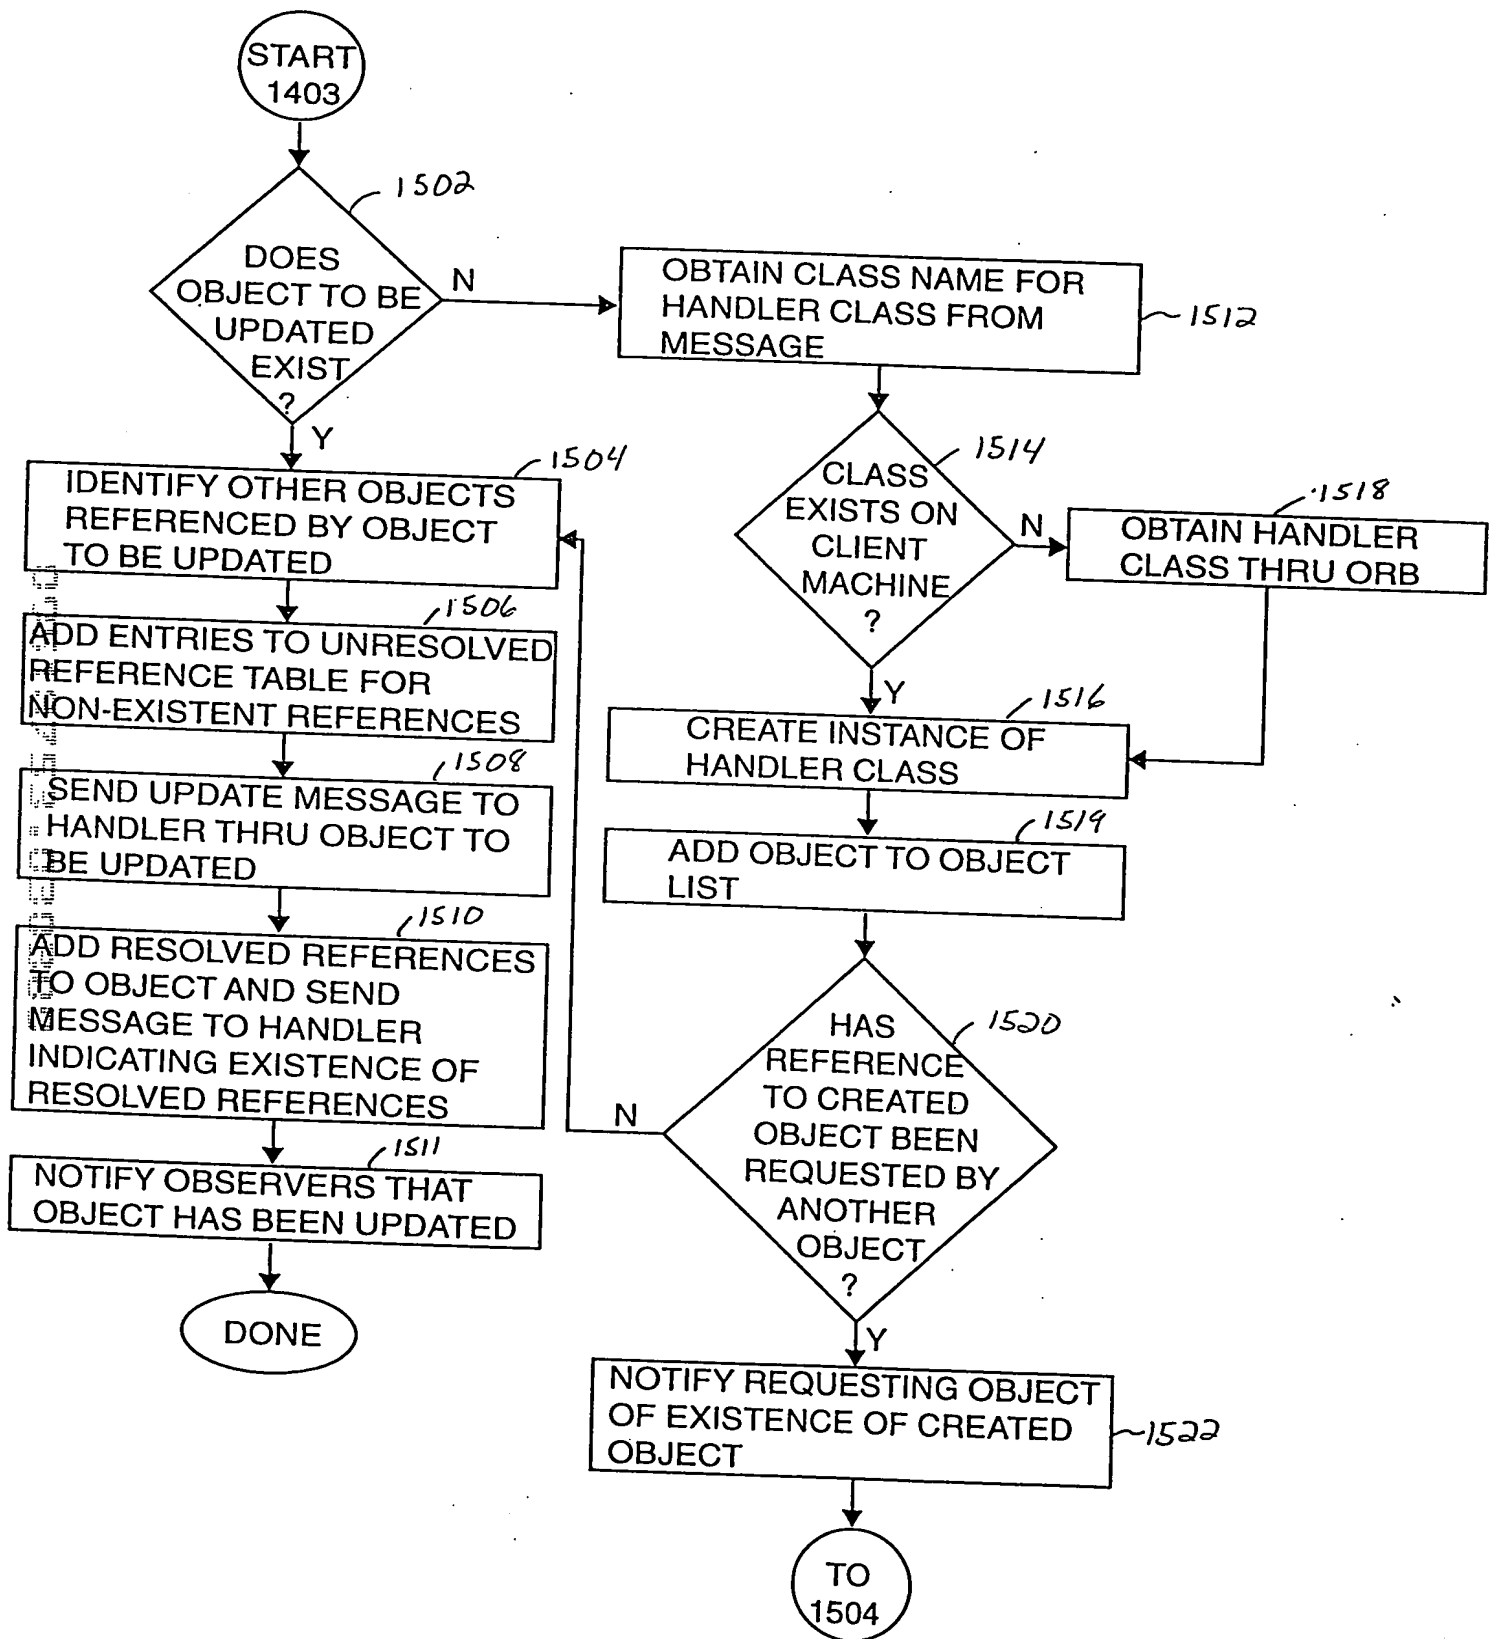 START
1403
1502
DOES
OBJECT TO BE
UPDATED
EXIST
?
N
Y
OBTAIN CLASS NAME FOR
HANDLER CLASS FROM
MESSAGE
1512
1504
IDENTIFY OTHER OBJECTS
REFERENCED BY OBJECT
TO BE UPDATED
1506
ADD ENTRIES TO UNRESOLVED
REFERENCE TABLE FOR
NON-EXISTENT REFERENCES
1508
SEND UPDATE MESSAGE TO
HANDLER THRU OBJECT TO
BE UPDATED
1510
ADD RESOLVED REFERENCES
TO OBJECT AND SEND
MESSAGE TO HANDLER
INDICATING EXISTENCE OF
RESOLVED REFERENCES
1511
NOTIFY OBSERVERS THAT
OBJECT HAS BEEN UPDATED
DONE
1514
CLASS
EXISTS ON
CLIENT
MACHINE
?
N
Y
1518
OBTAIN HANDLER
CLASS THRU ORB
1516
CREATE INSTANCE OF
HANDLER CLASS
1519
ADD OBJECT TO OBJECT
LIST
1520
HAS
REFERENCE
TO CREATED
OBJECT BEEN
REQUESTED BY
ANOTHER
OBJECT
?
N
Y
NOTIFY REQUESTING OBJECT
OF EXISTENCE OF CREATED
OBJECT
1522
TO
1504